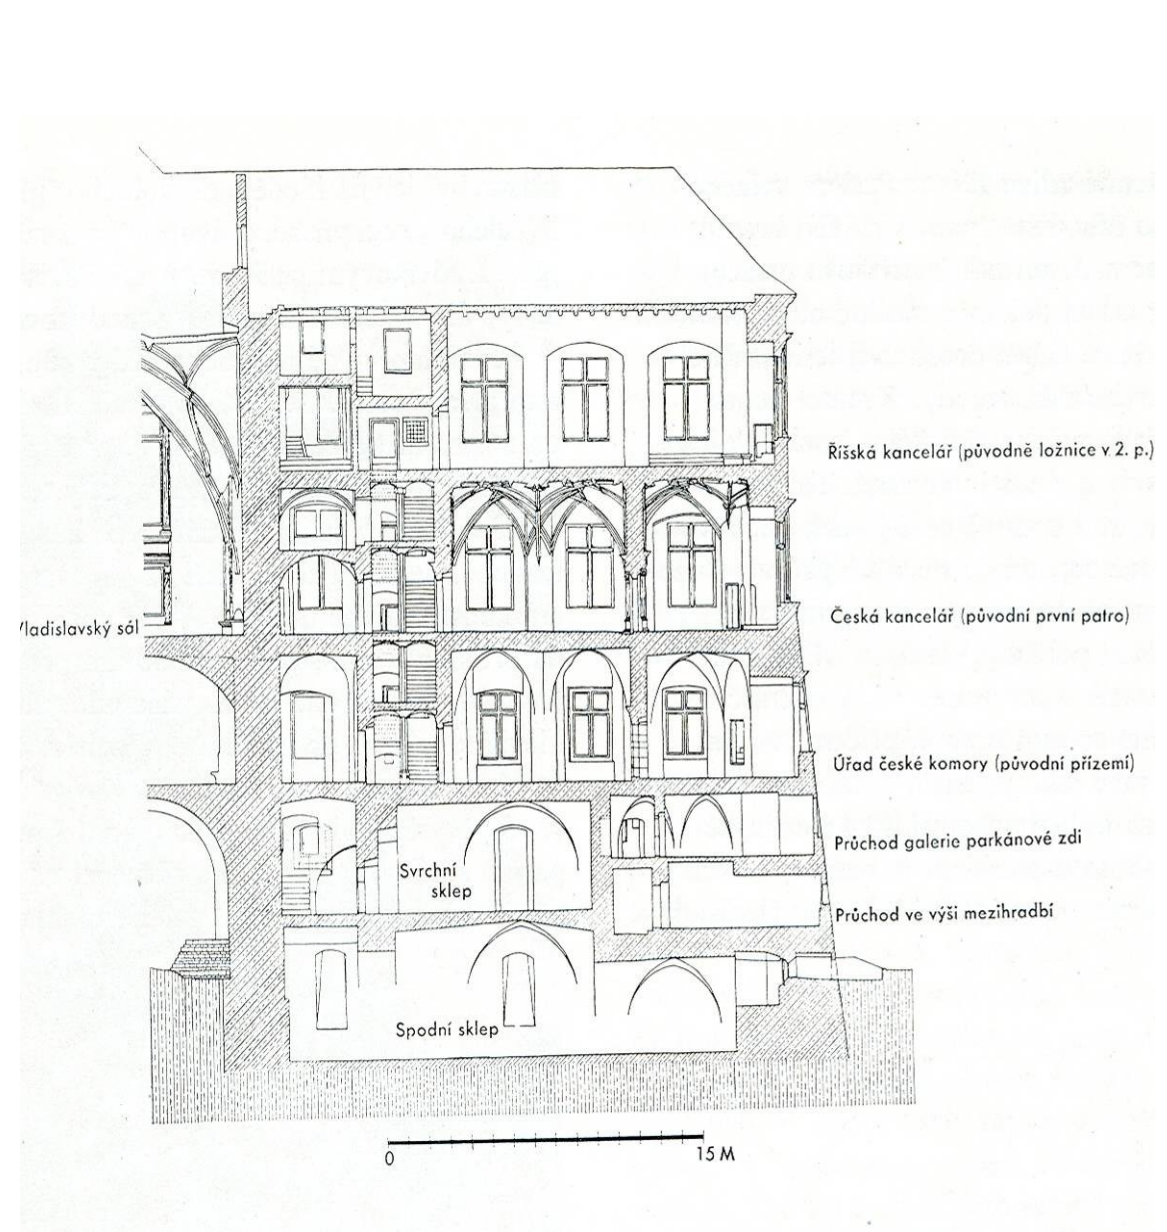 Říšská kancelář (původně ložnice v 2. p.)
Česká kancelář (původní první patro)
Vladislavský sál
Úřad české komory (původní přízemí)
Průchod galerie parkánové zdi
Svrchní
sklep
Průchod ve výši mezihradbí
Spodní sklep
0 15 M